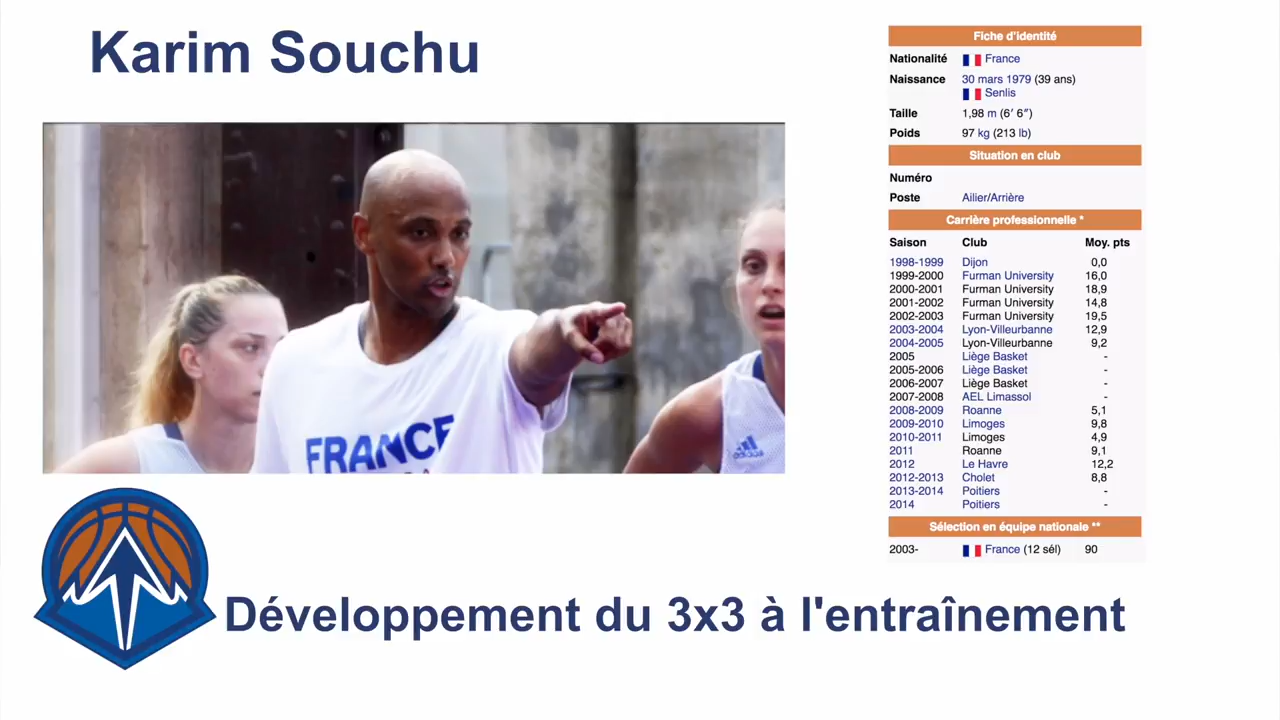 Karim Souchu
FRANCE
adidas
Développement du 3x3 à l'entraînement
Fiche d'identité
Nationalité France
Naissance 30 mars 1979 (39 ans)
Senlis
Taille 1,98 m (6′ 6″)
Poids 97 kg (213 lb)
Situation en club
Numéro
Poste Ailier/Arrière
Carrière professionnelle *
Saison Club Moy. pts
1998-1999 Dijon 0,0
1999-2000 Furman University 16,0
2000-2001 Furman University 18,9
2001-2002 Furman University 14,8
2002-2003 Furman University 19,5
2003-2004 Lyon-Villeurbanne 12,9
2004-2005 Lyon-Villeurbanne 9,2
2005 Liège Basket -
2005-2006 Liège Basket -
2006-2007 Liège Basket -
2007-2008 AEL Limassol -
2008-2009 Roanne 5,1
2009-2010 Limoges 9,8
2010-2011 Limoges 4,9
2011 Roanne 9,1
2012 Le Havre 12,2
2012-2013 Cholet 8,8
2013-2014 Poitiers -
2014 Poitiers -
Sélection en équipe nationale **
2003- France (12 sél) 90